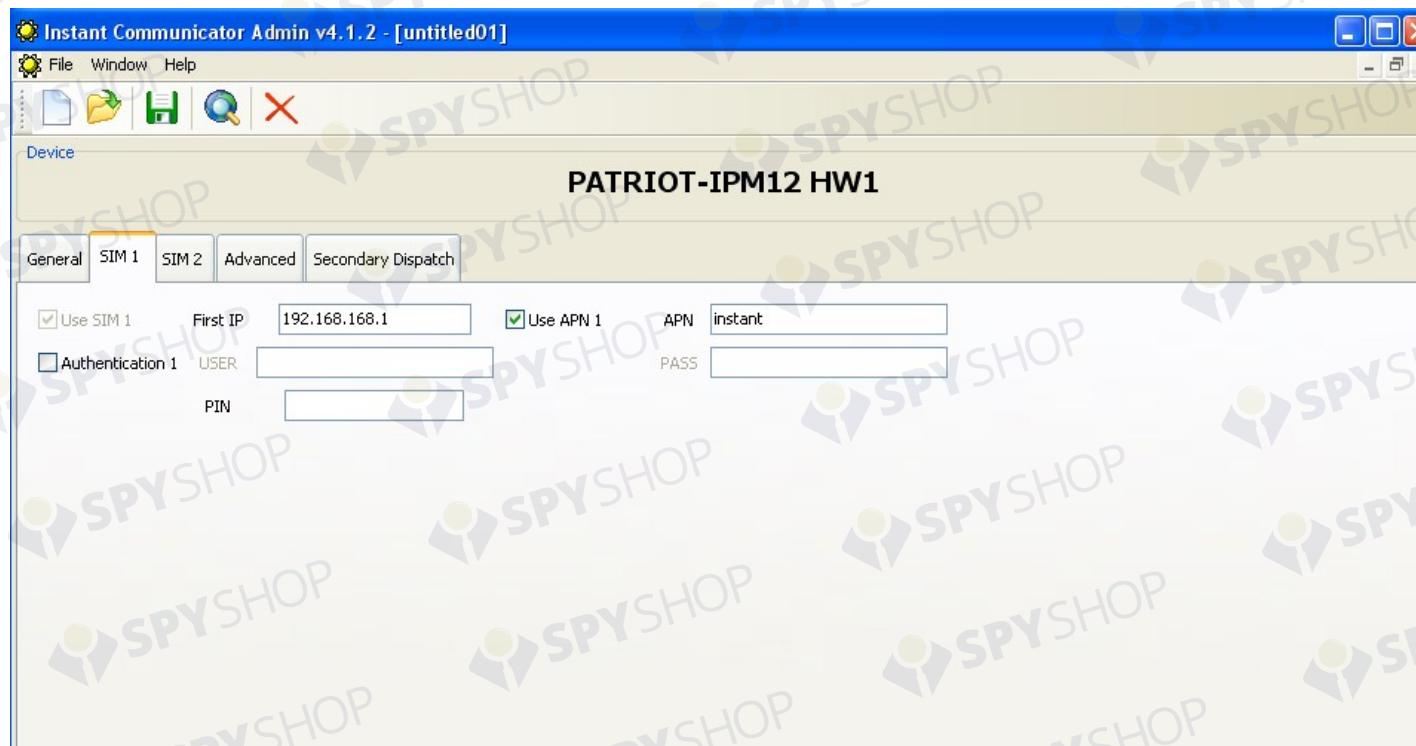 Instant Communicator Admin v4.1.2 - [untitled01]
File Window Help
Device
PATRIOT-IPM12 HW1
General SIM 1 SIM 2 Advanced Secondary Dispatch
Use SIM 1 First IP 192.168.168.1 Use APN 1 APN instant
Authentication 1 USER PASS
PIN
SPYSHOP